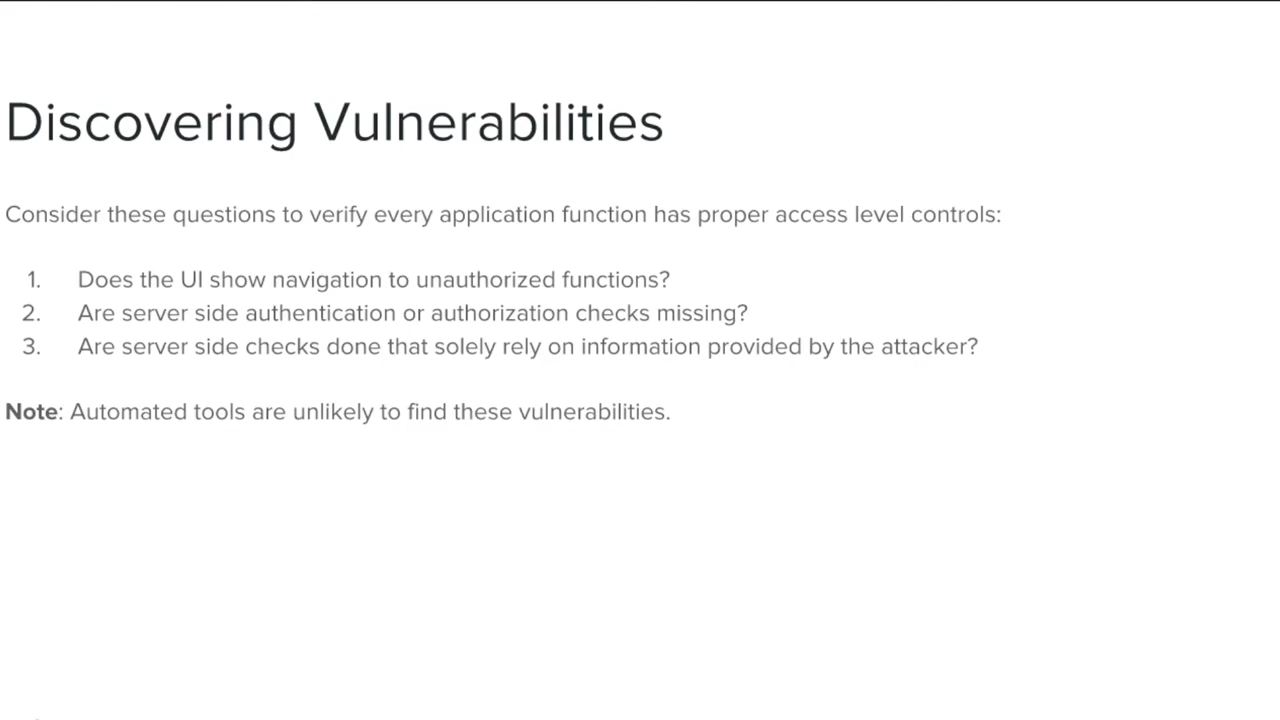 Discovering Vulnerabilities
Consider these questions to verify every application function has proper access level controls:
1. Does the UI show navigation to unauthorized functions?
2. Are server side authentication or authorization checks missing?
3. Are server side checks done that solely rely on information provided by the attacker?
Note: Automated tools are unlikely to find these vulnerabilities.